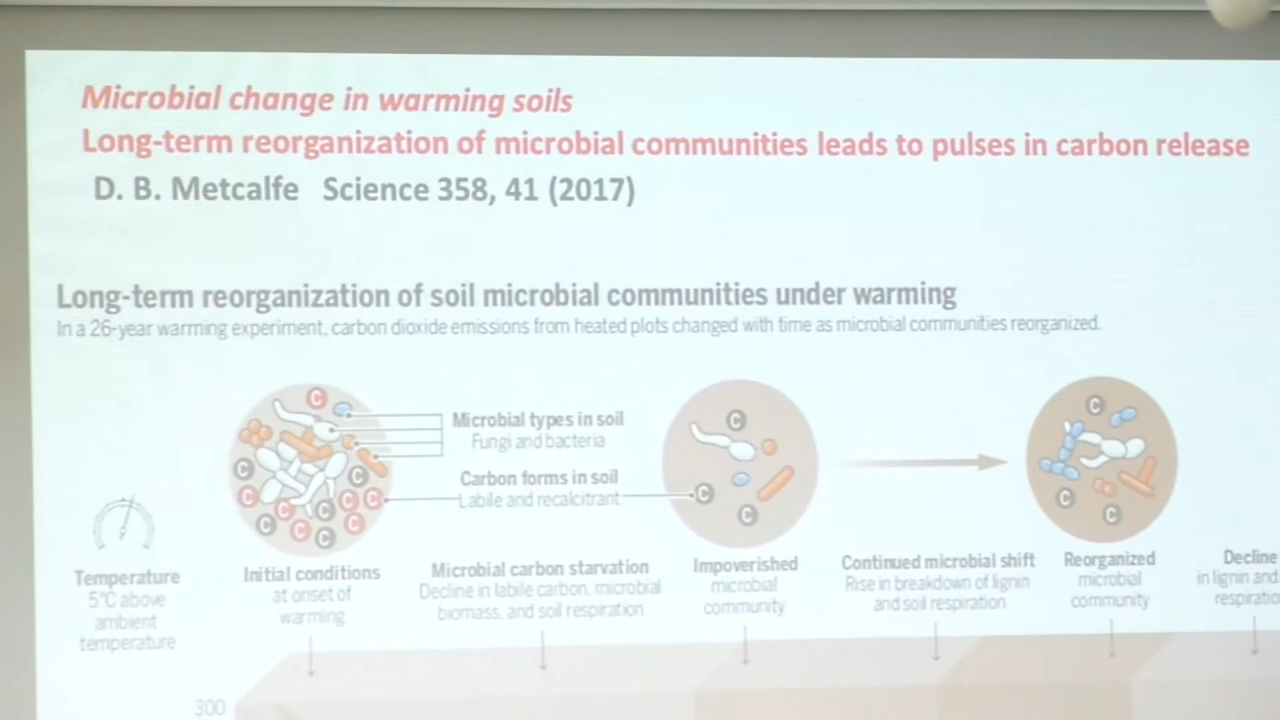 Microbial change in warming soils
Long-term reorganization of microbial communities leads to pulses in carbon release
D. B. Metcalfe Science 358, 41 (2017)
Long-term reorganization of soil microbial communities under warming
In a 26-year warming experiment, carbon dioxide emissions from heated plots changed with time as microbial communities reorganized.
C
C
C
C
C
C
C
C
C
C
C
C
Microbial types in soil
Fungi and bacteria
Carbon forms in soil
Labile and recalcitrant
C
C
C
C
C
C
Temperature
5°C above
ambient
temperature
Initial conditions
at onset of
warming
Microbial carbon starvation
Decline in labile carbon, microbial
biomass, and soil respiration
Impoverished
microbial
community
Continued microbial shift
Rise in breakdown of lignin
and soil respiration
Reorganized
microbial
community
Decline
in lignin and
300